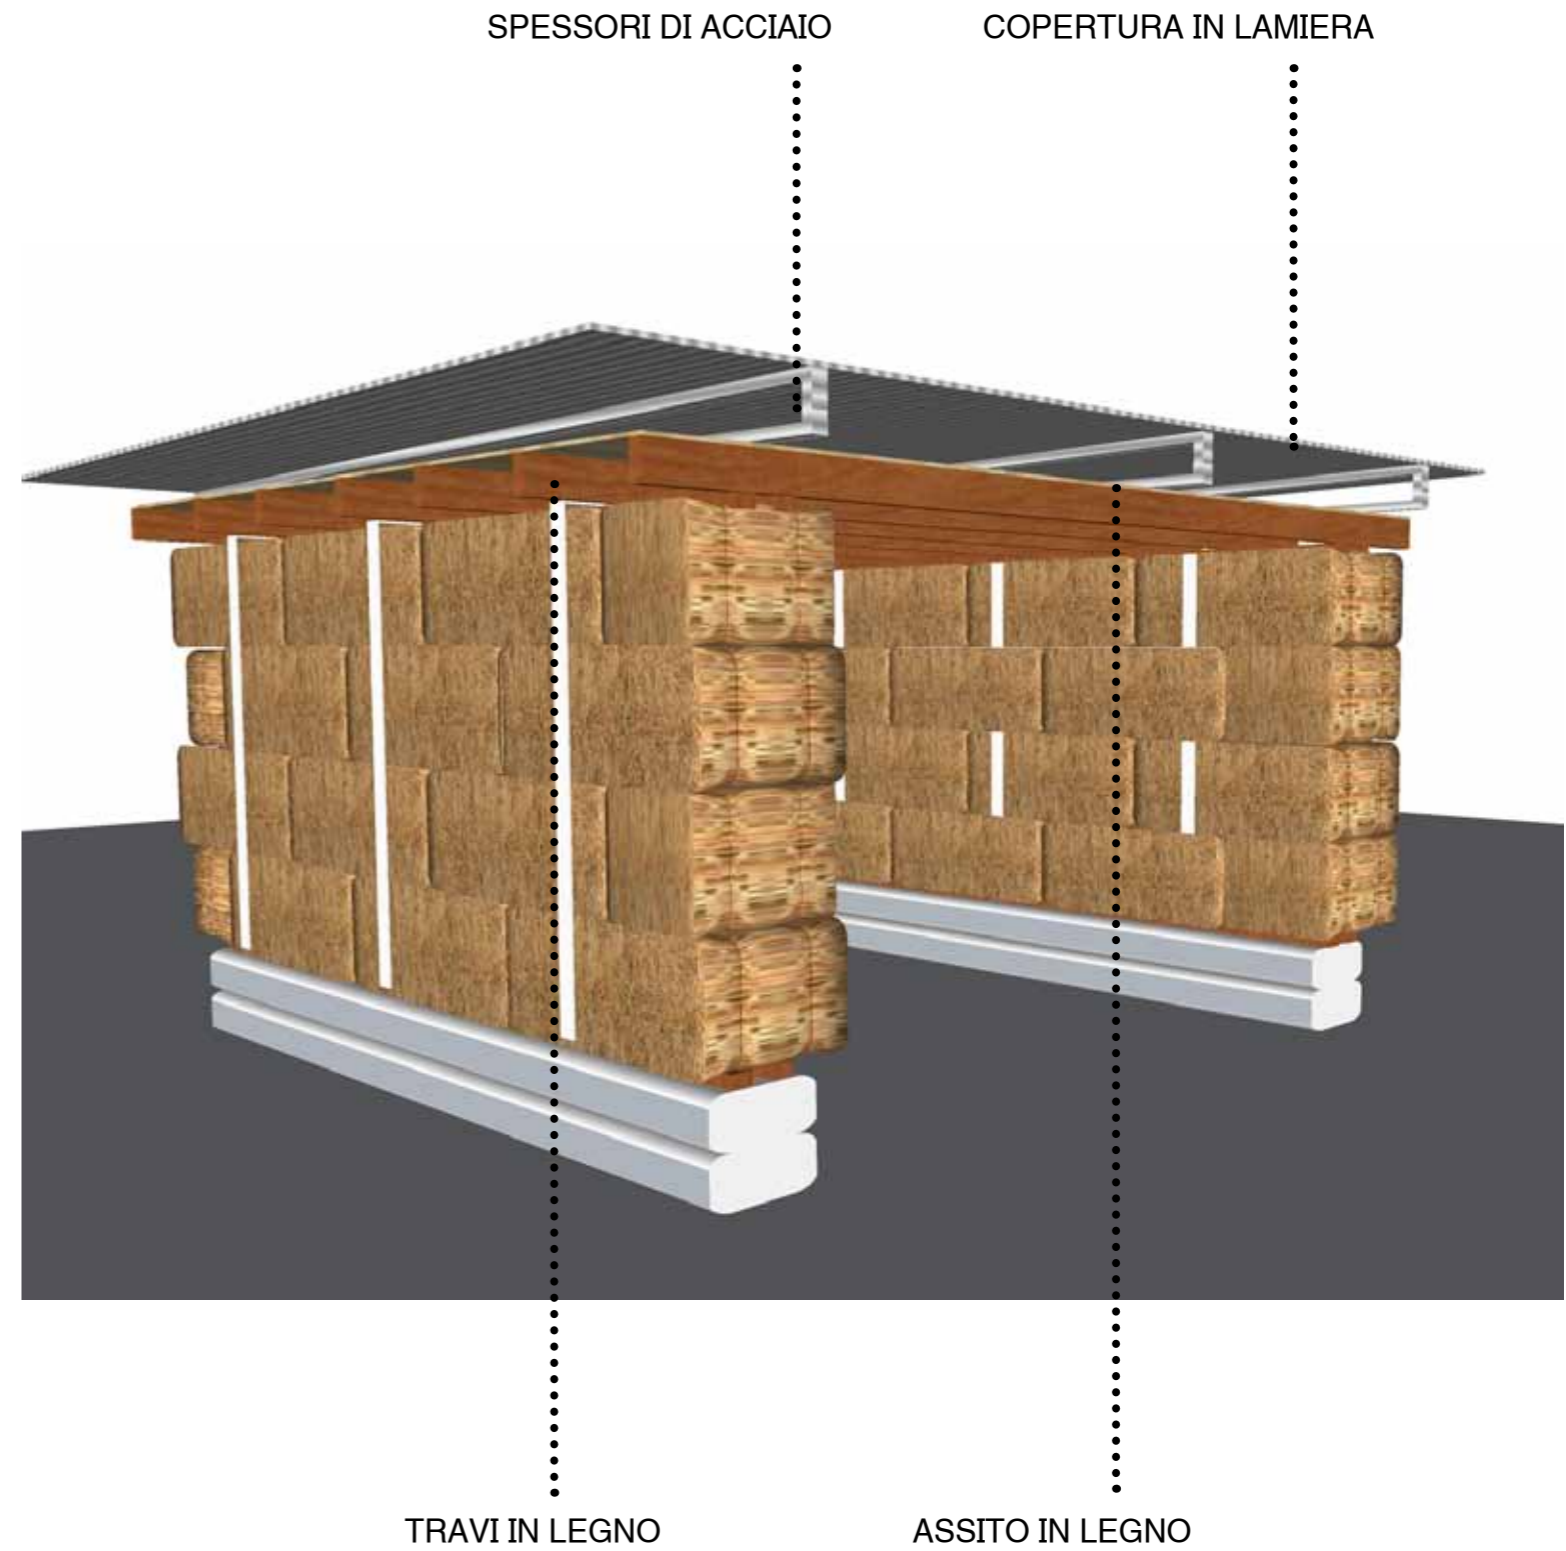 SPESSORI DI ACCIAIO
COPERTURA IN LAMIERA
TRAVI IN LEGNO
ASSITO IN LEGNO